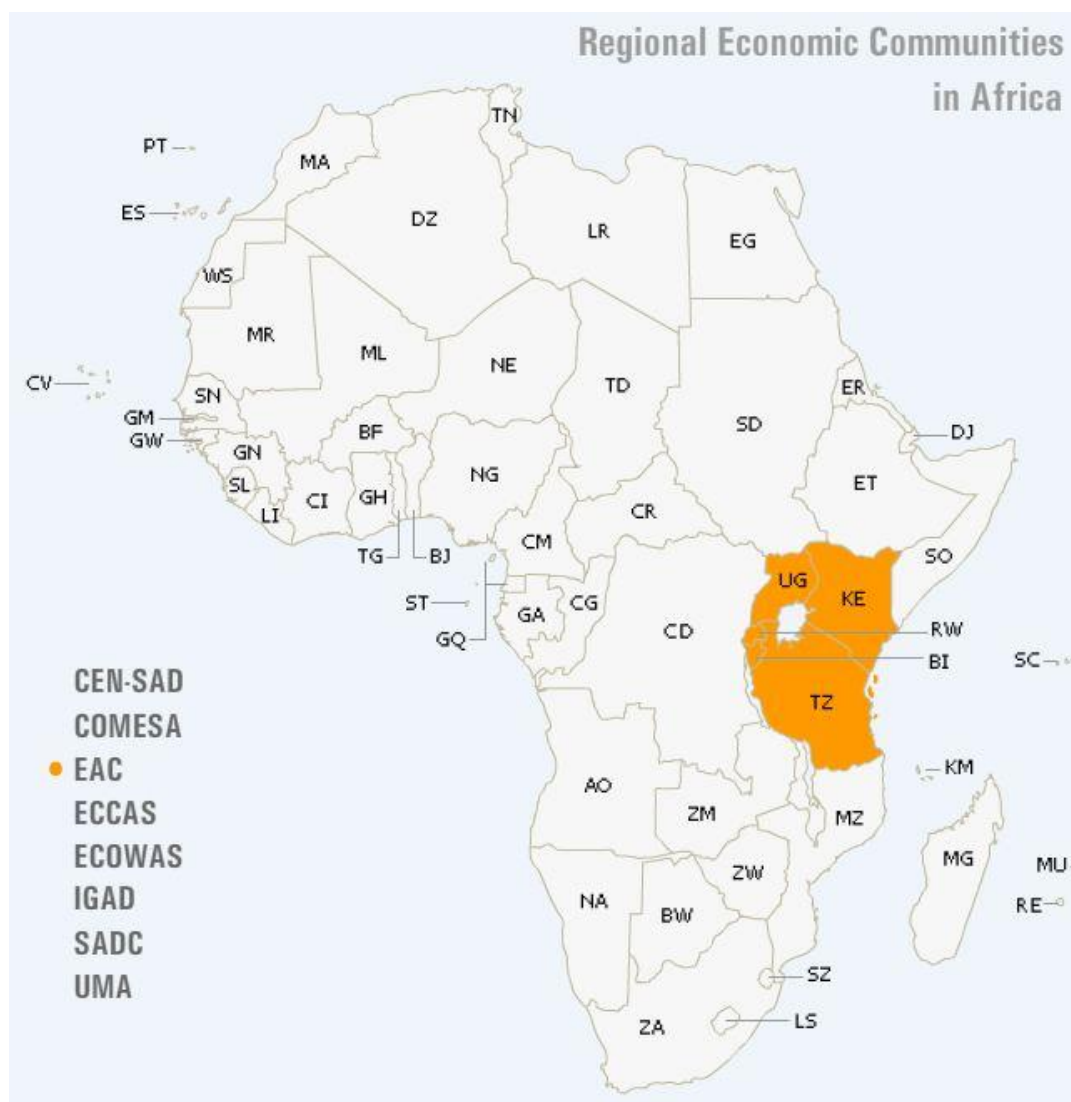 Regional Economic Communities
in Africa
TN
PT
MA
ES
DZ
LR
EG
WS
MR
ML
NE
CV
TD
ER
SN
GM
BF
SD
DJ
GW
GN
NG
ET
SL
CI
GH
CR
LI
CM
TG
BJ
SO
UG
KE
ST
GA
CG
CD
RW
GQ
BI
SC
CEN-SAD
TZ
COMESA
EAC
KM
AO
ECCAS
ZM
MZ
ECOWAS
MG
MU
ZW
IGAD
NA
BW
RE
SADC
SZ
UMA
ZA
LS